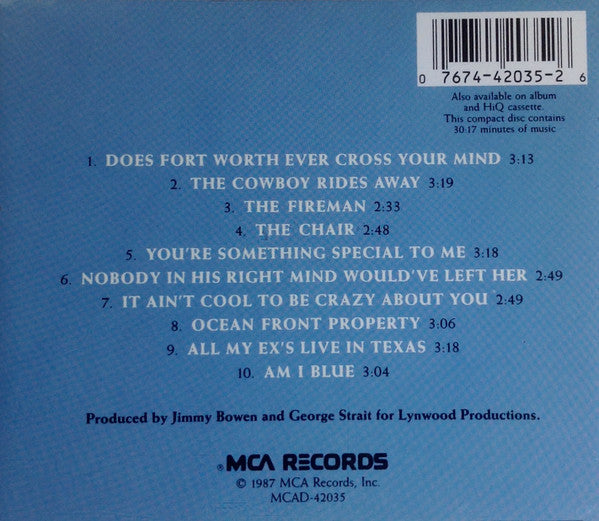 0 7674-42035-2 6
Also available on album
and HiQ cassette.
This compact disc contains
30:17 minutes of music
1. DOES FORT WORTH EVER CROSS YOUR MIND 3:13
2. THE COWBOY RIDES AWAY 3:19
3. THE FIREMAN 2:33
4. THE CHAIR 2:48
5. YOU'RE SOMETHING SPECIAL TO ME 3:18
6. NOBODY IN HIS RIGHT MIND WOULD'VE LEFT HER 2:49
7. IT AIN'T COOL TO BE CRAZY ABOUT YOU 2:49
8. OCEAN FRONT PROPERTY 3:06
9. ALL MY EX'S LIVE IN TEXAS 3:18
10. AM I BLUE 3:04
Produced by Jimmy Bowen and George Strait for Lynwood Productions.
® MCA RECORDS
© 1987 MCA Records, Inc.
MCAD-42035